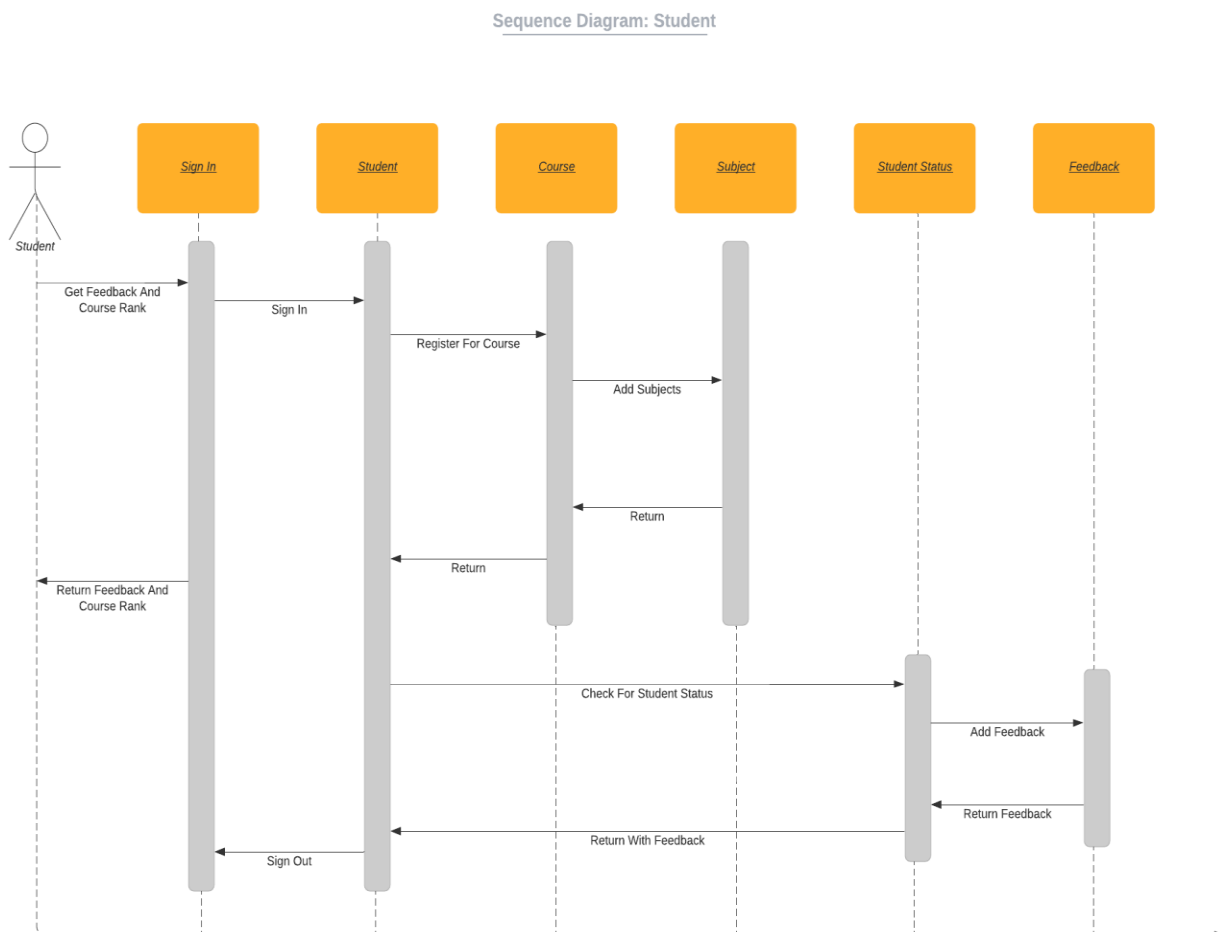 Sequence Diagram: Student
Sign In
Student
Course
Subject
Student Status
Feedback
Student
Get Feedback And
Course Rank
Sign In
Register For Course
Add Subjects
Return
Return
Return Feedback And
Course Rank
Check For Student Status
Add Feedback
Return Feedback
Return With Feedback
Sign Out